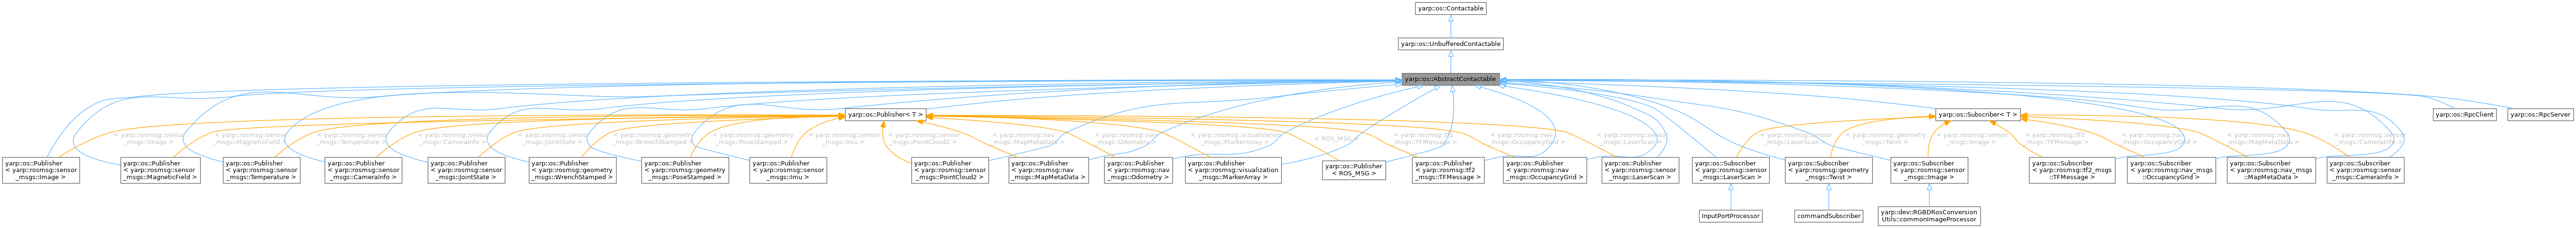 yarp::os::Contactable
yarp::os::UnbufferedContactable
yarp::os::AbstractContactable
yarp::os::Publisher< T >
yarp::os::Subscriber< T >
yarp::os::RpcClient
yarp::os::RpcServer
< yarp::rosmsg::sensor
_msgs::Image >
< yarp::rosmsg::sensor
_msgs::MagneticField >
< yarp::rosmsg::sensor
_msgs::Temperature >
< yarp::rosmsg::sensor
_msgs::CameraInfo >
< yarp::rosmsg::sensor
_msgs::JointState >
< yarp::rosmsg::geometry
_msgs::WrenchStamped >
< yarp::rosmsg::geometry
_msgs::PoseStamped >
< yarp::rosmsg::sensor
_msgs::Imu >
< yarp::rosmsg::sensor
_msgs::PointCloud2 >
< yarp::rosmsg::nav
_msgs::MapMetaData >
< yarp::rosmsg::nav
_msgs::Odometry >
< yarp::rosmsg::visualization
_msgs::MarkerArray >
< ROS_MSG >
< yarp::rosmsg::tf2
_msgs::TFMessage >
< yarp::rosmsg::nav
_msgs::OccupancyGrid >
< yarp::rosmsg::sensor
_msgs::LaserScan >
< yarp::rosmsg::sensor
_msgs::LaserScan >
< yarp::rosmsg::geometry
_msgs::Twist >
< yarp::rosmsg::sensor
_msgs::Image >
< yarp::rosmsg::tf2
_msgs::TFMessage >
< yarp::rosmsg::nav
_msgs::OccupancyGrid >
< yarp::rosmsg::nav
_msgs::MapMetaData >
< yarp::rosmsg::sensor
_msgs::CameraInfo >
yarp::os::Publisher
< yarp::rosmsg::sensor
_msgs::Image >
yarp::os::Publisher
< yarp::rosmsg::sensor
_msgs::MagneticField >
yarp::os::Publisher
< yarp::rosmsg::sensor
_msgs::Temperature >
yarp::os::Publisher
< yarp::rosmsg::sensor
_msgs::CameraInfo >
yarp::os::Publisher
< yarp::rosmsg::sensor
_msgs::JointState >
yarp::os::Publisher
< yarp::rosmsg::geometry
_msgs::WrenchStamped >
yarp::os::Publisher
< yarp::rosmsg::geometry
_msgs::PoseStamped >
yarp::os::Publisher
< yarp::rosmsg::sensor
_msgs::Imu >
yarp::os::Publisher
< yarp::rosmsg::sensor
_msgs::PointCloud2 >
yarp::os::Publisher
< yarp::rosmsg::nav
_msgs::MapMetaData >
yarp::os::Publisher
< yarp::rosmsg::nav
_msgs::Odometry >
yarp::os::Publisher
< yarp::rosmsg::visualization
_msgs::MarkerArray >
yarp::os::Publisher
< ROS_MSG >
yarp::os::Publisher
< yarp::rosmsg::tf2
_msgs::TFMessage >
yarp::os::Publisher
< yarp::rosmsg::nav
_msgs::OccupancyGrid >
yarp::os::Publisher
< yarp::rosmsg::sensor
_msgs::LaserScan >
yarp::os::Subscriber
< yarp::rosmsg::sensor
_msgs::LaserScan >
yarp::os::Subscriber
< yarp::rosmsg::geometry
_msgs::Twist >
yarp::os::Subscriber
< yarp::rosmsg::sensor
_msgs::Image >
yarp::os::Subscriber
< yarp::rosmsg::tf2_msgs
::TFMessage >
yarp::os::Subscriber
< yarp::rosmsg::nav_msgs
::OccupancyGrid >
yarp::os::Subscriber
< yarp::rosmsg::nav_msgs
::MapMetaData >
yarp::os::Subscriber
< yarp::rosmsg::sensor
_msgs::CameraInfo >
InputPortProcessor
commandSubscriber
yarp::dev::RGBDRosConversion
Utils::commonImageProcessor